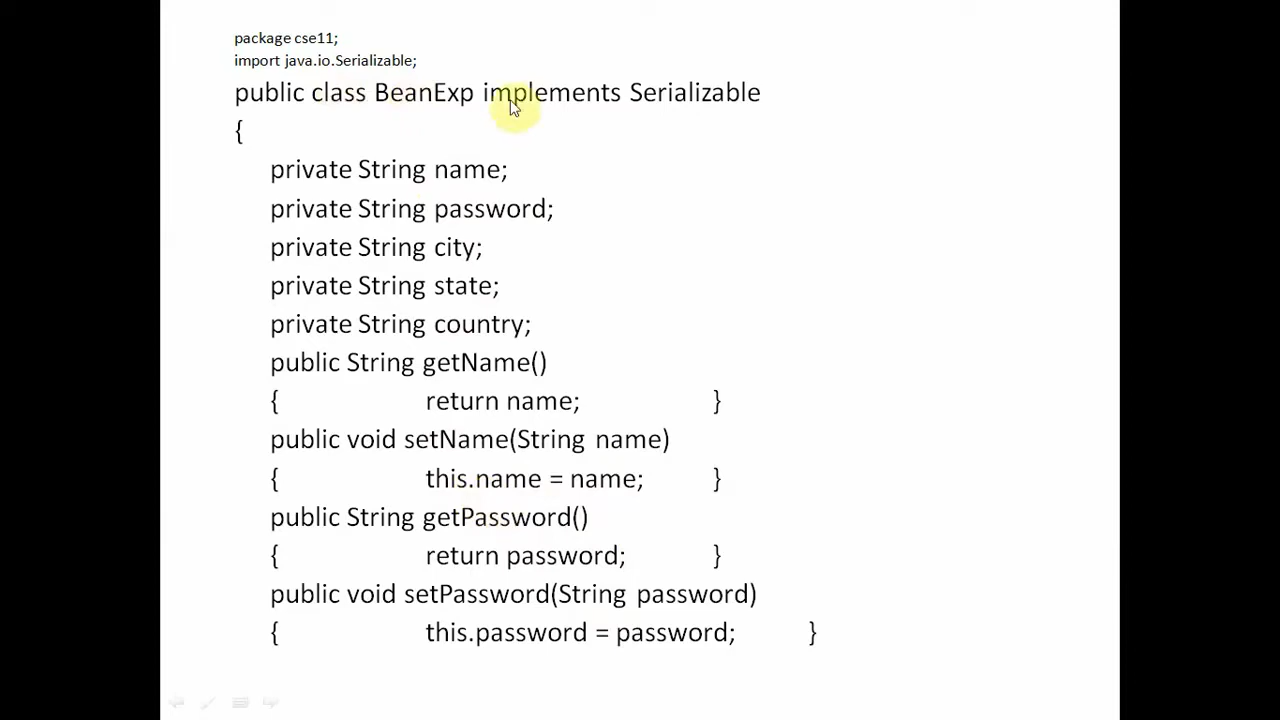 package cse11;
import java.io.Serializable;
public class BeanExp implements Serializable
{
private String name;
private String password;
private String city;
private String state;
private String country;
public String getName()
{ return name; }
public void setName(String name)
{ this.name = name; }
public String getPassword()
{ return password; }
public void setPassword(String password)
{ this.password = password; }